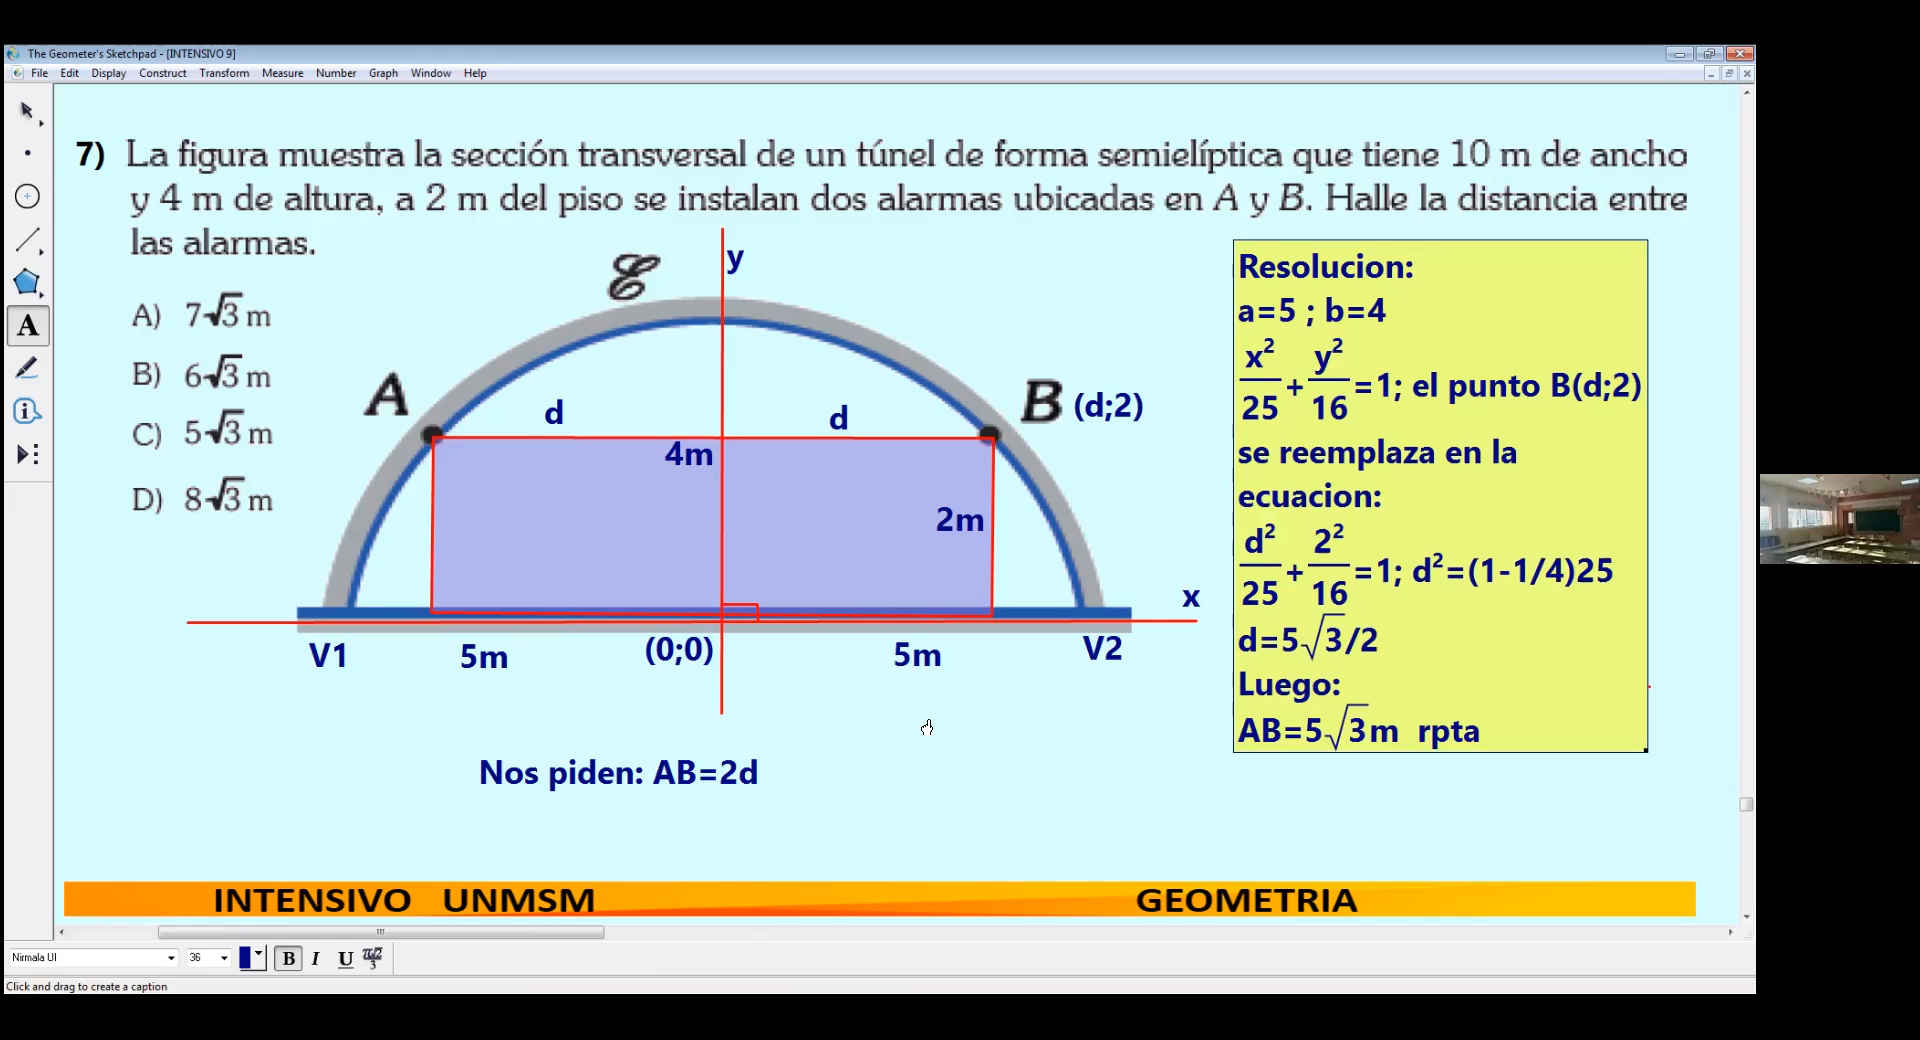 The Geometer's Sketchpad - [INTENSIVO 9]
File Edit Display Construct Transform Measure Number Graph Window Help
7) La figura muestra la sección transversal de un túnel de forma semielíptica que tiene 10 m de ancho
y 4 m de altura, a 2 m del piso se instalan dos alarmas ubicadas en A y B. Halle la distancia entre
las alarmas.
A) 7√3 m
B) 6√3 m
C) 5√3 m
D) 8√3 m
ℰ
y
A
B (d;2)
d
d
4m
2m
x
V1
5m
(0;0)
5m
V2
Nos piden: AB=2d
Resolucion:
a=5 ; b=4
x²/25+y²/16=1; el punto B(d;2)
se reemplaza en la
ecuacion:
d²/25+2²/16=1; d²=(1-1/4)25
d=5√3/2
Luego:
AB=5√3m rpta
INTENSIVO UNMSM GEOMETRIA
Nirmala UI 36 B I U
Click and drag to create a caption